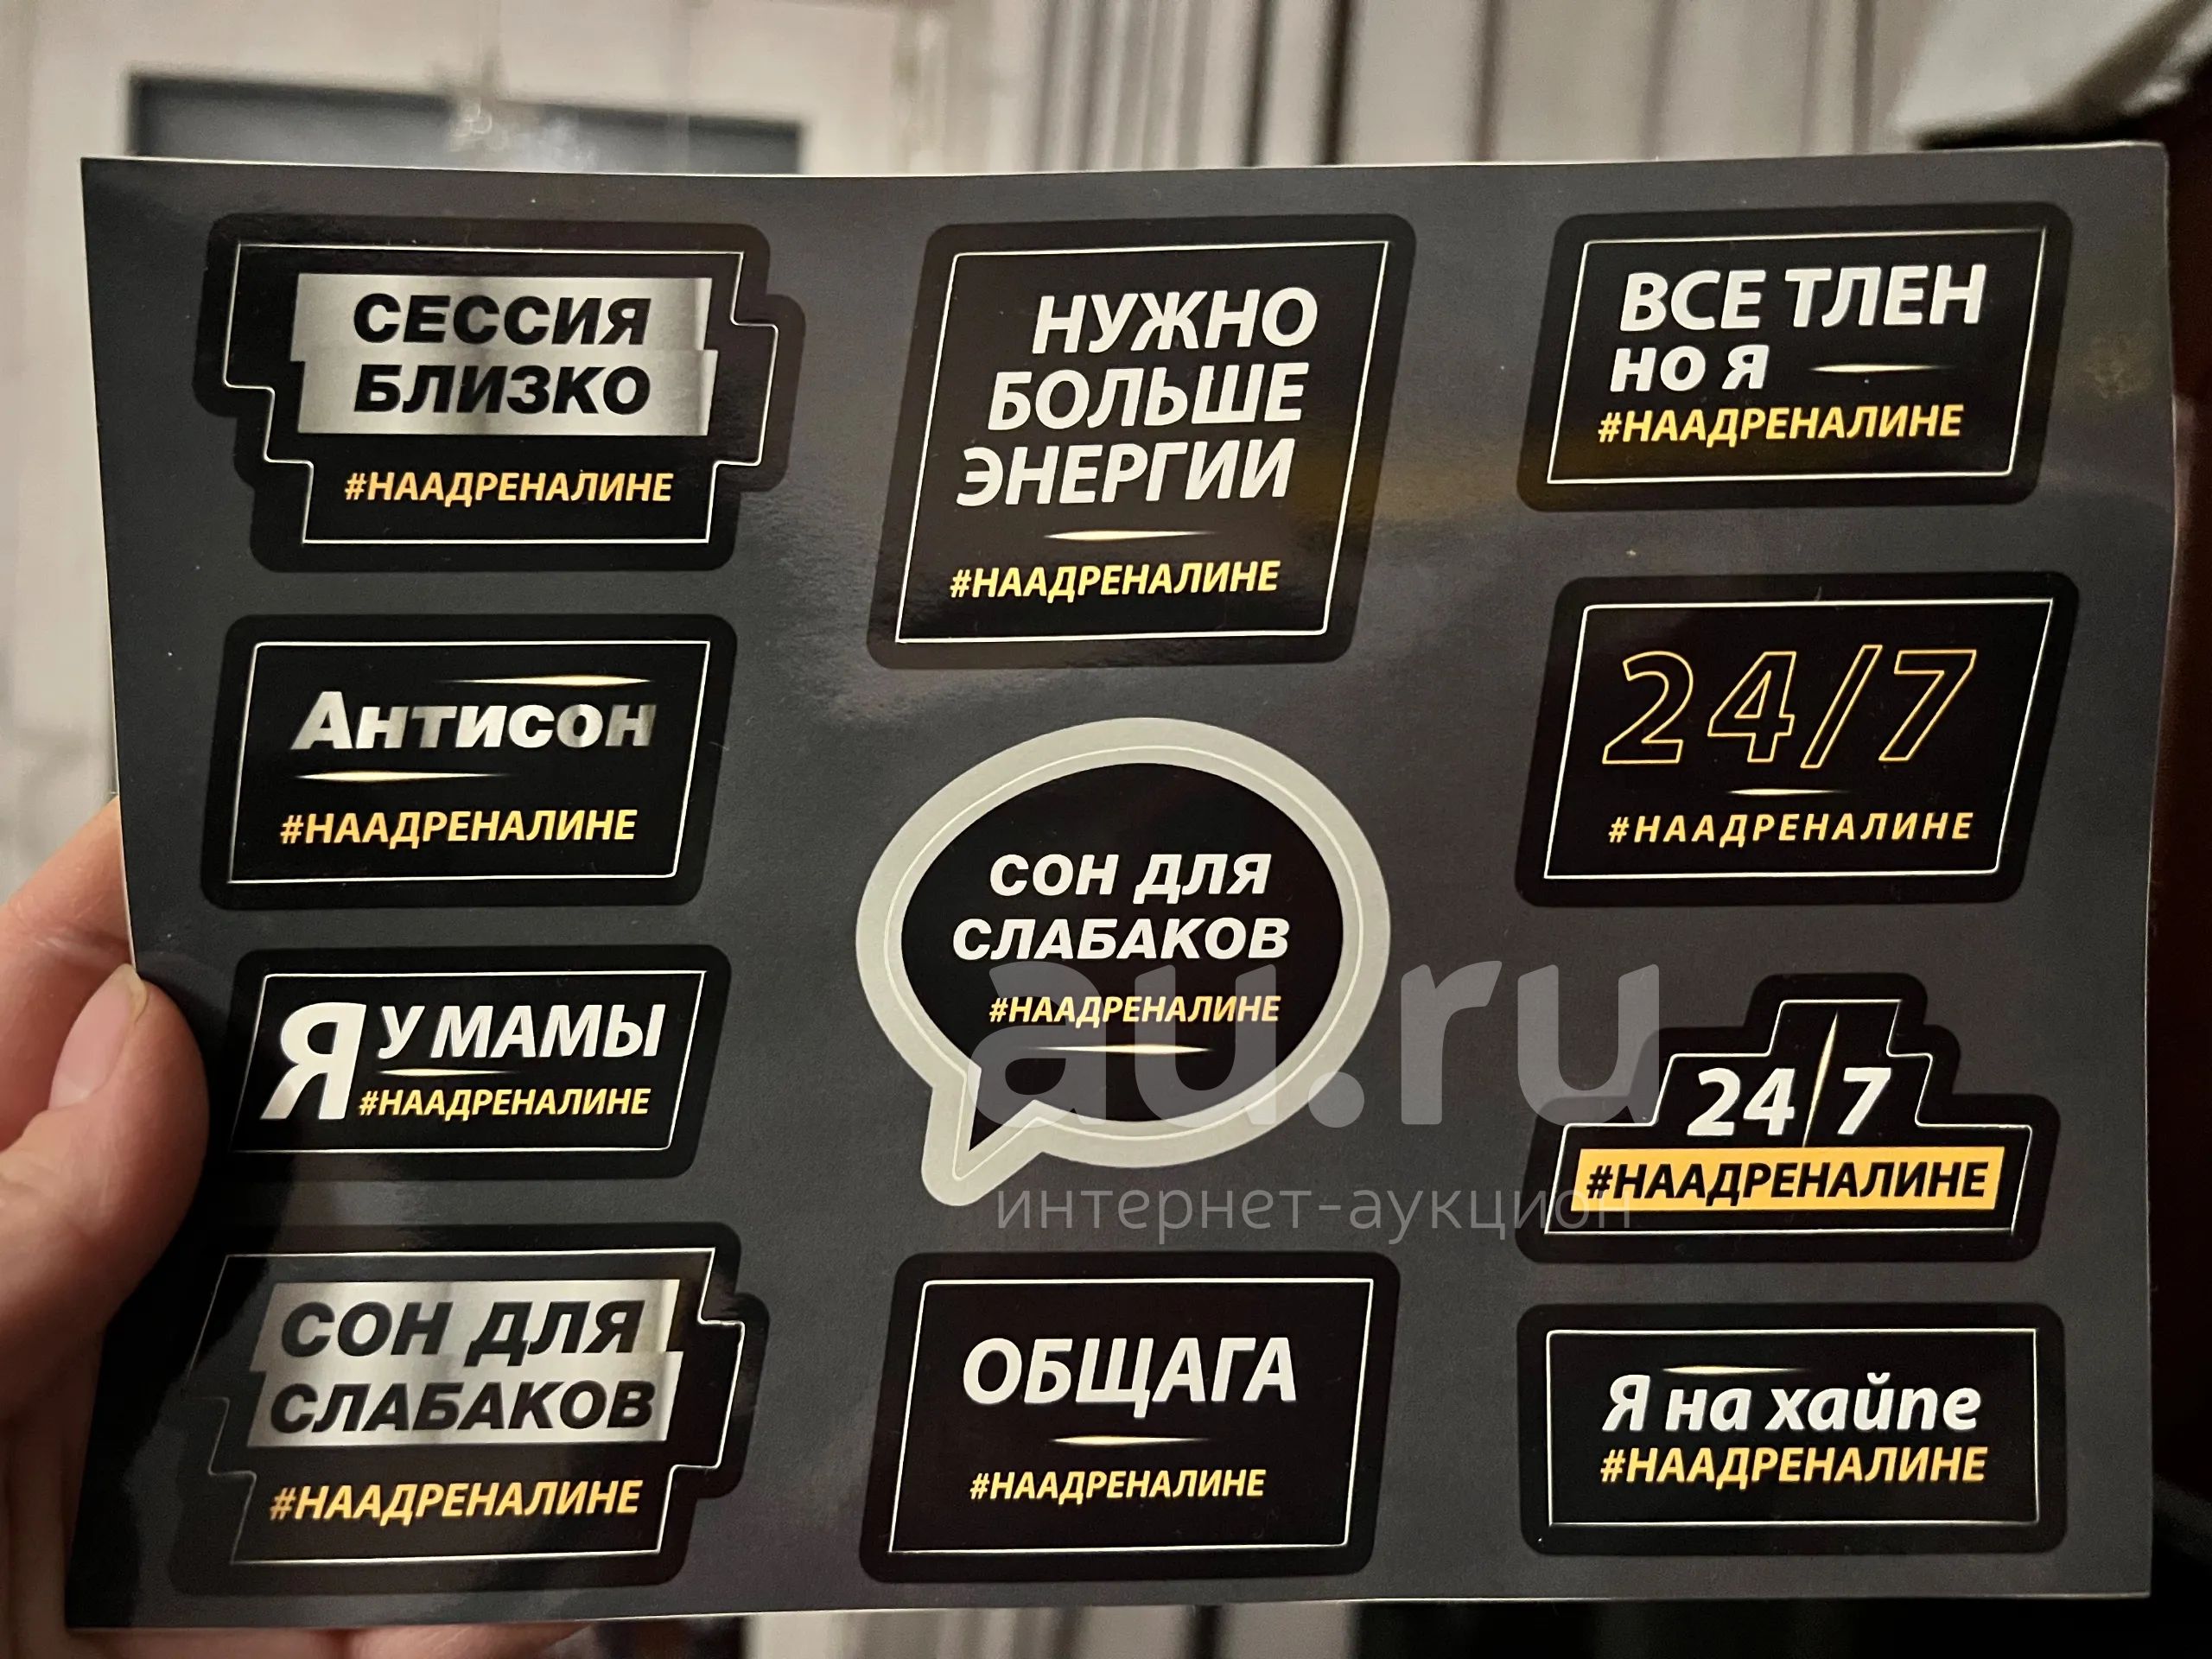 СЕССИЯ
БЛИЗКО
#НААДРЕНАЛИНЕ
Антисон
#НААДРЕНАЛИНЕ
Я У МАМЫ
#НААДРЕНАЛИНЕ
СОН ДЛЯ
СЛАБАКОВ
#НААДРЕНАЛИНЕ
НУЖНО
БОЛЬШЕ
ЭНЕРГИИ
#НААДРЕНАЛИНЕ
СОН ДЛЯ
СЛАБАКОВ
#НААДРЕНАЛИНЕ
ОБЩАГА
#НААДРЕНАЛИНЕ
ВСЕ ТЛЕН
НО Я
#НААДРЕНАЛИНЕ
24/7
#НААДРЕНАЛИНЕ
24/7
#НААДРЕНАЛИНЕ
Я на хайпе
#НААДРЕНАЛИНЕ
au.ru
интернет-аукцион